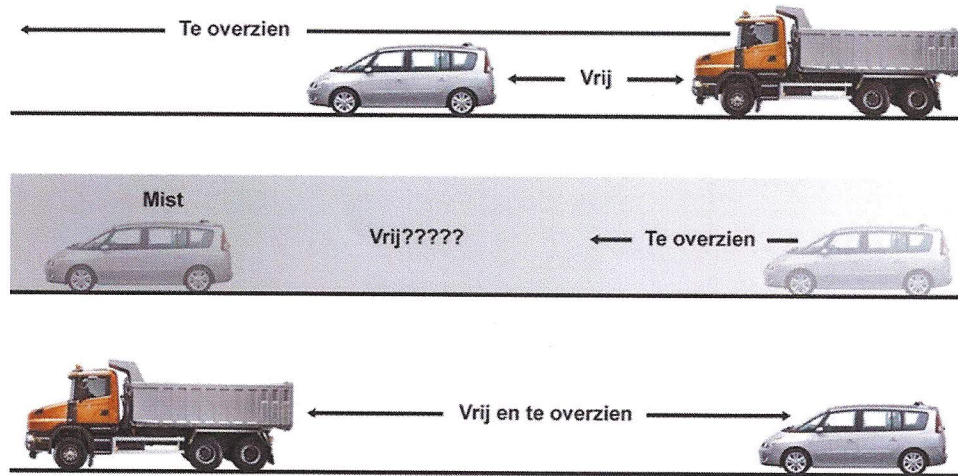 Te overzien
Vrij
Mist
Vrij?????
Te overzien
Vrij en te overzien